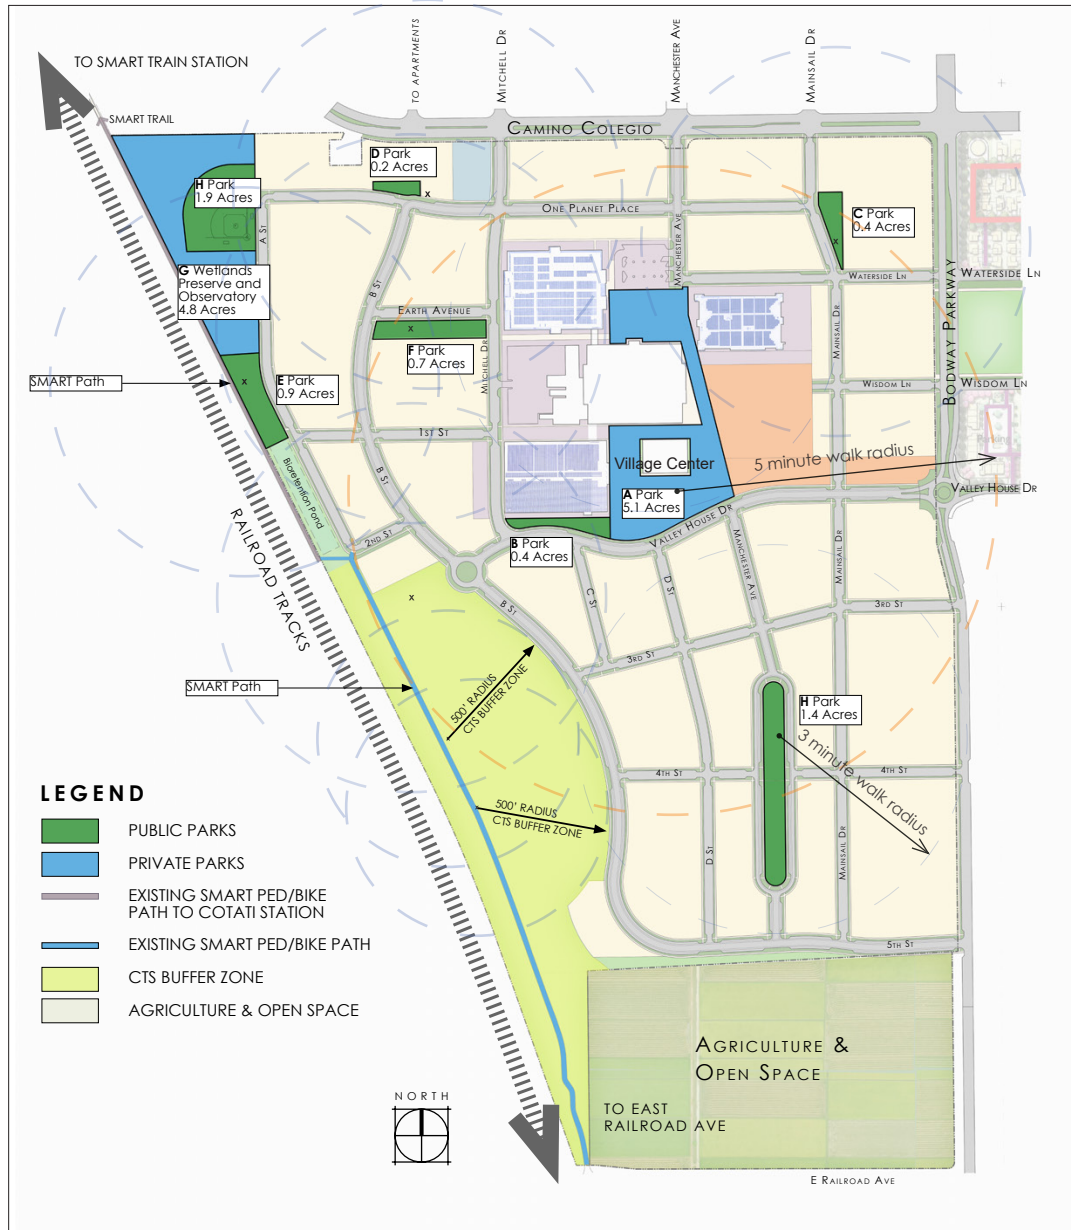 TO APARTMENTS
MITCHELL DR
MANCHESTER AVE
MAINSAIL DR
TO SMART TRAIN STATION
SMART TRAIL
CAMINO COLEGIO
D Park
0.2 Acres
x
H Park
1.9 Acres
ONE PLANET PLACE
C Park
0.4 Acres
x
A ST
MANCHESTER AVE
G Wetlands
Preserve and
Observatory
4.8 Acres
B ST
WATERSIDE LN
WATERSIDE LN
BODWAY PARKWAY
EARTH AVENUE
x
F Park
0.7 Acres
MITCHELL DR
MAINSAIL DR
SMART Path
x
E Park
0.9 Acres
WISDOM LN
WISDOM LN
1ST ST
Parking
Village Center
5 minute walk radius
B ST
Bioretention Pond
A Park
5.1 Acres
VALLEY HOUSE DR
VALLEY HOUSE DR
RAILROAD TRACKS
2ND ST
B Park
0.4 Acres
MANCHESTER AVE
MAINSAIL DR
x
B ST
C ST
D ST
3RD ST
3RD ST
SMART Path
500' RADIUS
CTS BUFFER ZONE
H Park
1.4 Acres
3 minute walk radius
4TH ST
4TH ST
500' RADIUS
CTS BUFFER ZONE
D ST
MAINSAIL DR
5TH ST
LEGEND
PUBLIC PARKS
PRIVATE PARKS
EXISTING SMART PED/BIKE
PATH TO COTATI STATION
EXISTING SMART PED/BIKE PATH
CTS BUFFER ZONE
AGRICULTURE & OPEN SPACE
AGRICULTURE &
OPEN SPACE
NORTH
TO EAST
RAILROAD AVE
E RAILROAD AVE